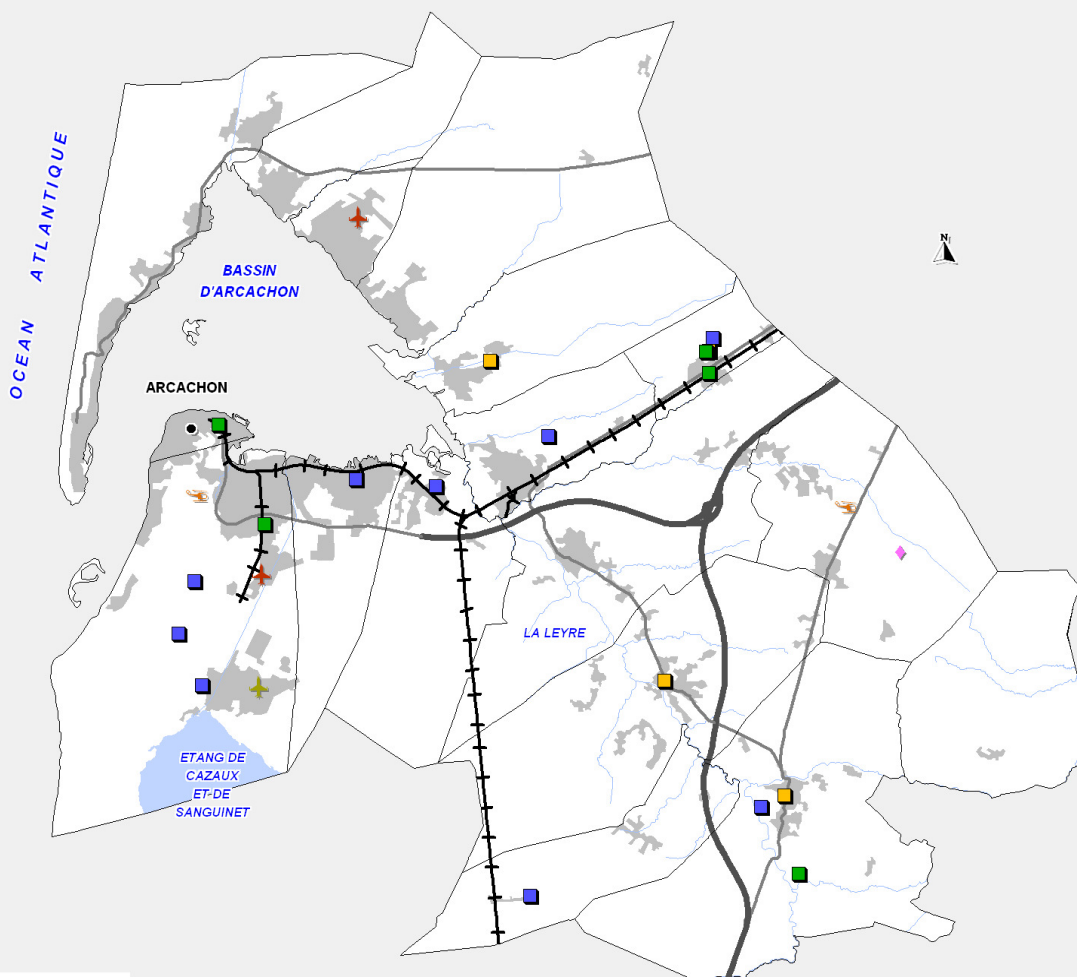 OCEAN ATLANTIQUE
BASSIN
D'ARCACHON
N
ARCACHON
LA LEYRE
ETANG DE
CAZAUX
ET DE
SANGUINET